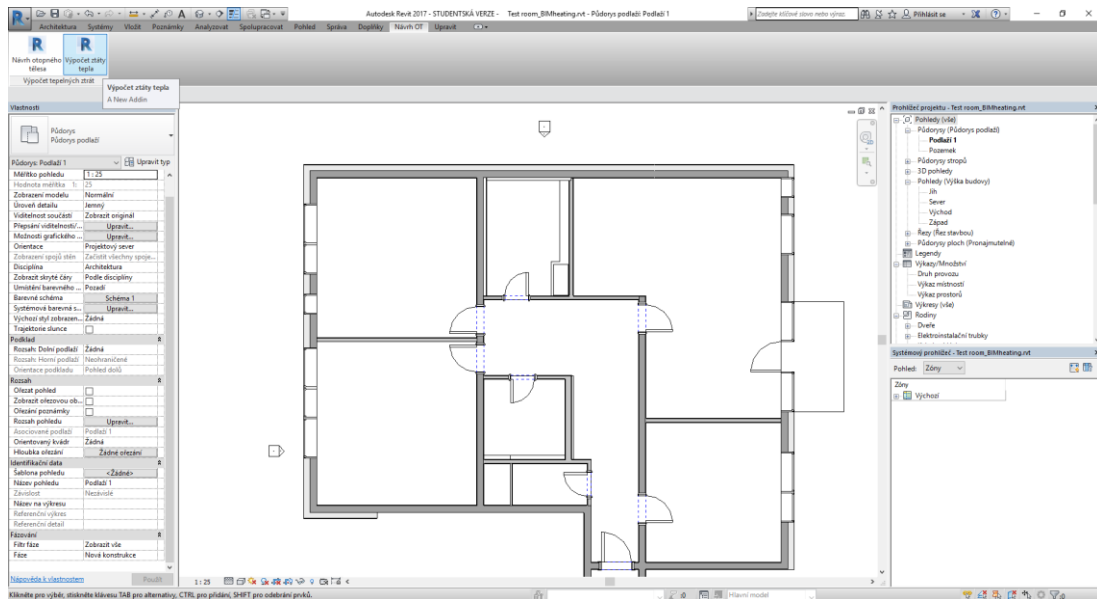 Autodesk Revit 2017 - STUDENTSKÁ VERZE - Test room_BIMheating.rvt - Půdorys podlaží: Podlaží 1
Zadejte klíčové slovo nebo výraz
Přihlásit se
Architektura Systémy Vložit Poznámky Analyzovat Spolupracovat Pohled Správa Doplňky Návrh OT Upravit
Návrh otopného tělesa
Výpočet ztáty tepla
Výpočet tepelných ztrát
Výpočet ztáty tepla
A New Addin
Vlastnosti
Půdorys
Půdorys podlaží
Půdorys: Podlaží 1 Upravit typ
Měřítko pohledu 1 : 25
Hodnota měřítka 1: 25
Zobrazení modelu Normální
Úroveň detailu Jemný
Viditelnost součástí Zobrazit originál
Přepsání viditelnosti/... Upravit...
Možnosti grafického ... Upravit...
Orientace Projektový sever
Zobrazení spojů stěn Začistit všechny spoje...
Disciplína Architektura
Zobrazit skryté čáry Podle disciplíny
Umístění barevného ... Pozadí
Barevné schéma Schéma 1
Systémová barevná s... Upravit...
Výchozí styl zobrazen... Žádná
Trajektorie slunce
Podklad
Rozsah: Dolní podlaží Žádná
Rozsah: Horní podlaží Neohraničené
Orientace podkladu Pohled dolů
Rozsah
Ořezat pohled
Zobrazit ořezovou ob...
Ořezání poznámky
Rozsah pohledu Upravit...
Asociované podlaží Podlaží 1
Orientovaný kvádr Žádná
Hloubka ořezání Žádné ořezání
Identifikační data
Šablona pohledu <Žádné>
Název pohledu Podlaží 1
Závislost Nezávislé
Název na výkresu
Referenční výkres
Referenční detail
Fázování
Filtr fáze Zobrazit vše
Fáze Nová konstrukce
Nápověda k vlastnostem Použít
1 : 25
Prohlížeč projektu - Test room_BIMheating.rvt
Pohledy (vše)
Půdorysy (Půdorys podlaží)
Podlaží 1
Pozemek
Půdorysy stropů
3D pohledy
Pohledy (Výška budovy)
Jih
Sever
Východ
Západ
Řezy (Řez stavbou)
Půdorysy ploch (Pronajmutelné)
Legendy
Výkazy/Množství
Druh provozu
Výkaz místností
Výkaz prostorů
Výkresy (vše)
Rodiny
Dveře
Elektroinstalační trubky
Systémový prohlížeč - Test room_BIMheating.rvt
Pohled: Zóny
Zóny
Výchozí
Klikněte pro výběr, stiskněte klávesu TAB pro alternativy, CTRL pro přidání, SHIFT pro odebrání prvků.
:0
Hlavní model
:0